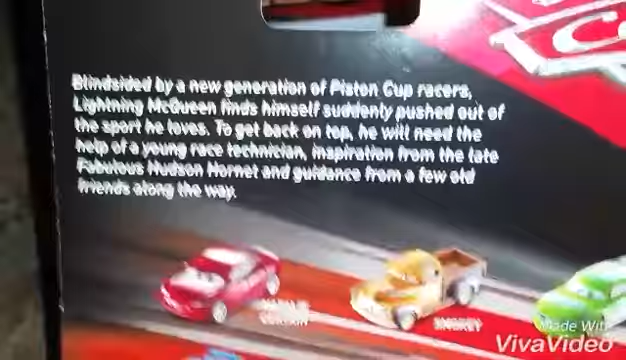 Blindsided by a new generation of Piston Cup racers,
Lightning McQueen finds himself suddenly pushed out of
the sport he loves. To get back on top, he will need the
help of a young race technician, inspiration from the late
Fabulous Hudson Hornet and guidance from a few old
friends along the way.
SMOKEY
Made With
VivaVideo